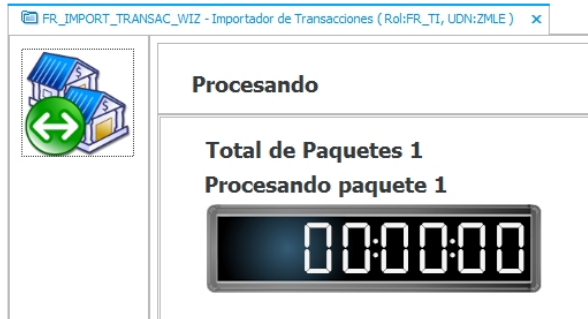 FR_IMPORT_TRANSAC_WIZ - Importador de Transacciones ( Rol:FR_TI, UDN:ZMLE ) x
Procesando
Total de Paquetes 1
Procesando paquete 1
00:00:00